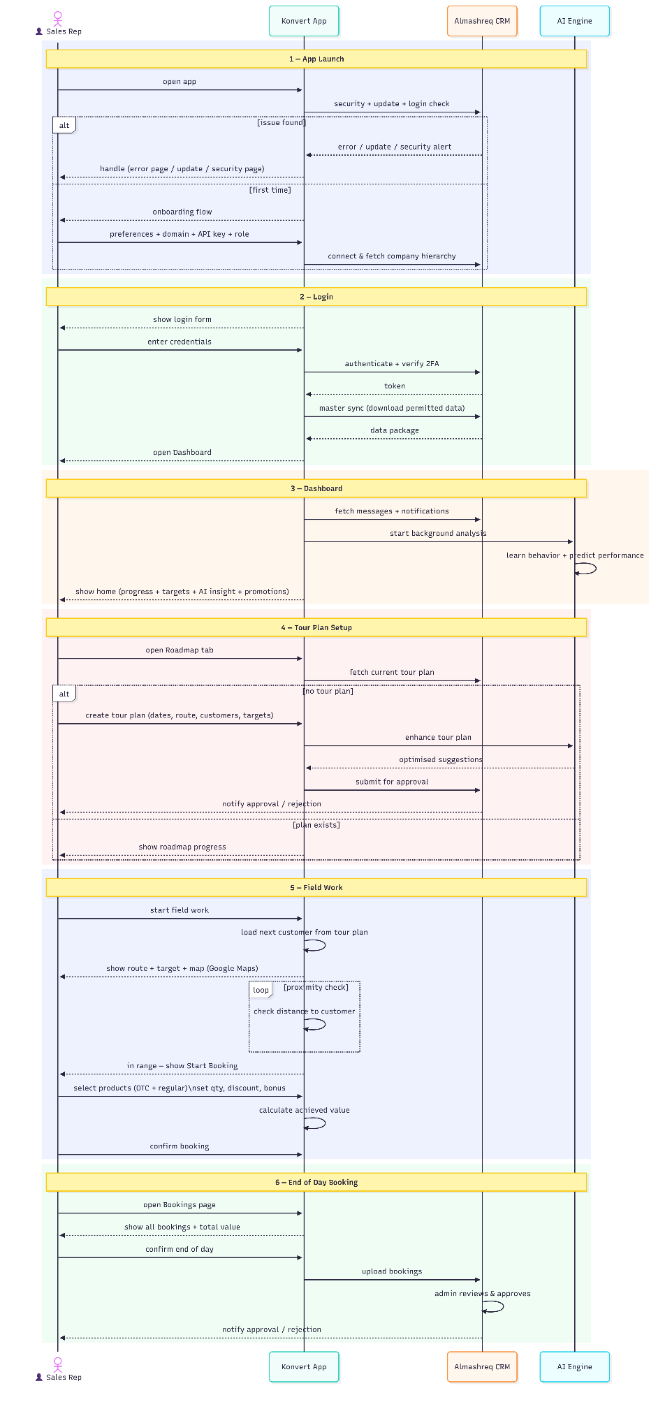 Sales Rep
Konvert App
Almashreq CRM
AI Engine
1 – App Launch
open app
security + update + login check
alt
[issue found]
error / update / security alert
handle (error page / update / security page)
[first time]
onboarding flow
preferences + domain + API key + role
connect & fetch company hierarchy
2 – Login
show login form
enter credentials
authenticate + verify 2FA
token
master sync (download permitted data)
data package
open Dashboard
3 – Dashboard
fetch messages + notifications
start background analysis
learn behavior + predict performance
show home (progress + targets + AI insight + promotions)
4 – Tour Plan Setup
open Roadmap tab
fetch current tour plan
alt
[no tour plan]
create tour plan (dates, route, customers, targets)
enhance tour plan
optimised suggestions
submit for approval
notify approval / rejection
[plan exists]
show roadmap progress
5 – Field Work
start field work
load next customer from tour plan
show route + target + map (Google Maps)
loop
[proximity check]
check distance to customer
in range – show Start Booking
select products (OTC + regular)\nset qty, discount, bonus
calculate achieved value
confirm booking
6 – End of Day Booking
open Bookings page
show all bookings + total value
confirm end of day
upload bookings
admin reviews & approves
notify approval / rejection
Sales Rep
Konvert App
Almashreq CRM
AI Engine